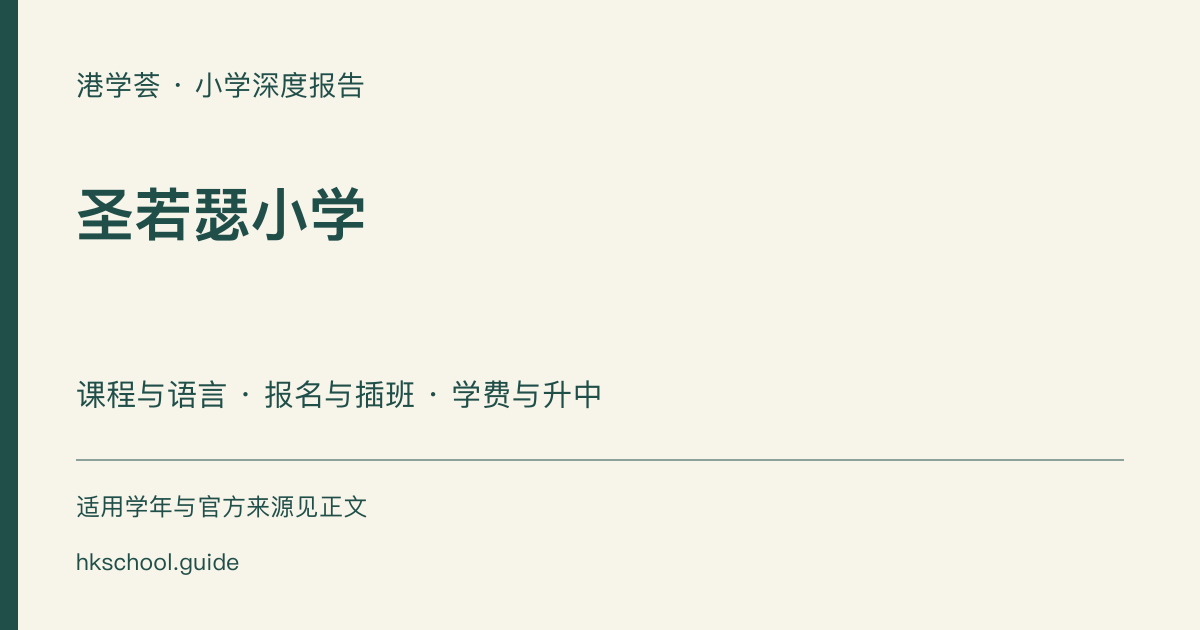 港学荟 · 小学深度报告
圣若瑟小学
课程与语言 · 报名与插班 · 学费与升中
适用学年与官方来源见正文
hkschool.guide